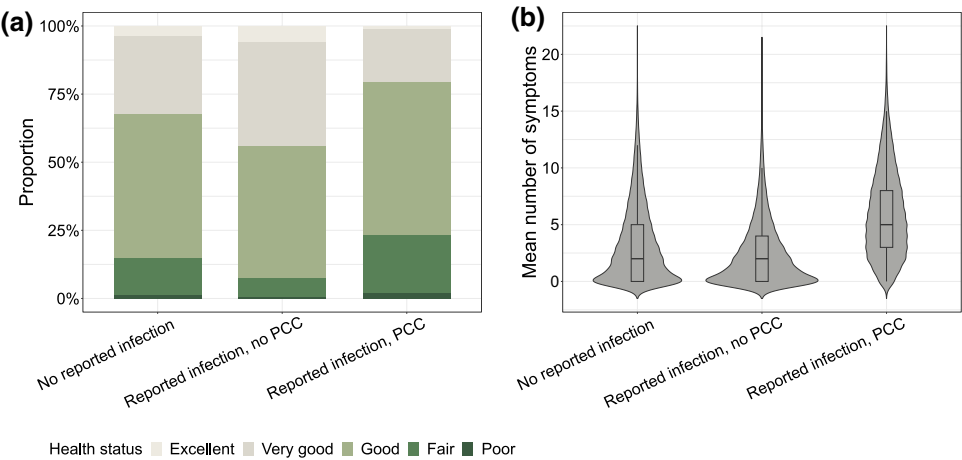 (a)
100%
75%
50%
25%
0%
Proportion
No reported infection
Reported infection, no PCC
Reported infection, PCC
Health status Excellent Very good Good Fair Poor
(b)
20
15
10
5
0
Mean number of symptoms
No reported infection
Reported infection, no PCC
Reported infection, PCC